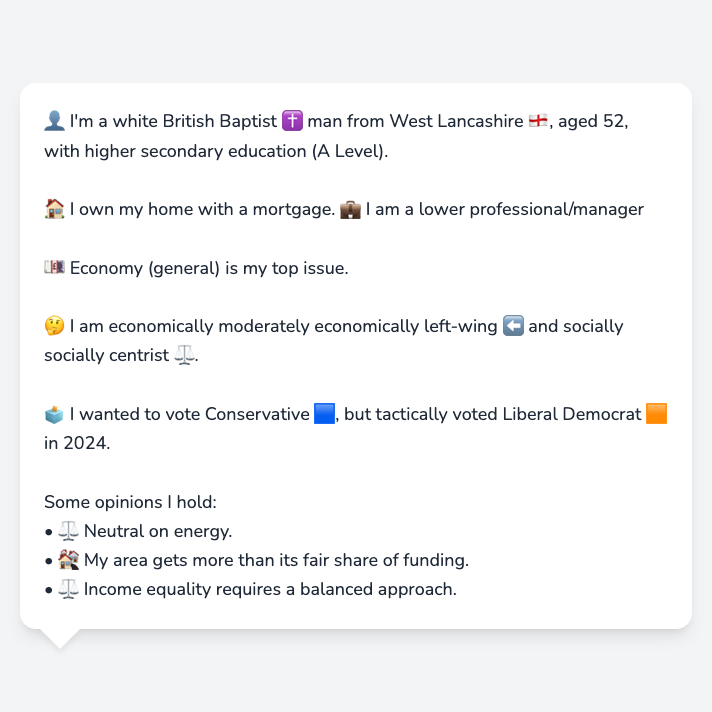 👤 I'm a white British Baptist ✝️ man from West Lancashire 🏴󠁧󠁢󠁥󠁮󠁧󠁿, aged 52,
with higher secondary education (A Level).
🏠 I own my home with a mortgage. 💼 I am a lower professional/manager
💷 Economy (general) is my top issue.
🤔 I am economically moderately economically left-wing ⬅️ and socially
socially centrist ⚖️.
🗳️ I wanted to vote Conservative 🟦, but tactically voted Liberal Democrat 🟧
in 2024.
Some opinions I hold:
• ⚖️ Neutral on energy.
• 🏘️ My area gets more than its fair share of funding.
• ⚖️ Income equality requires a balanced approach.